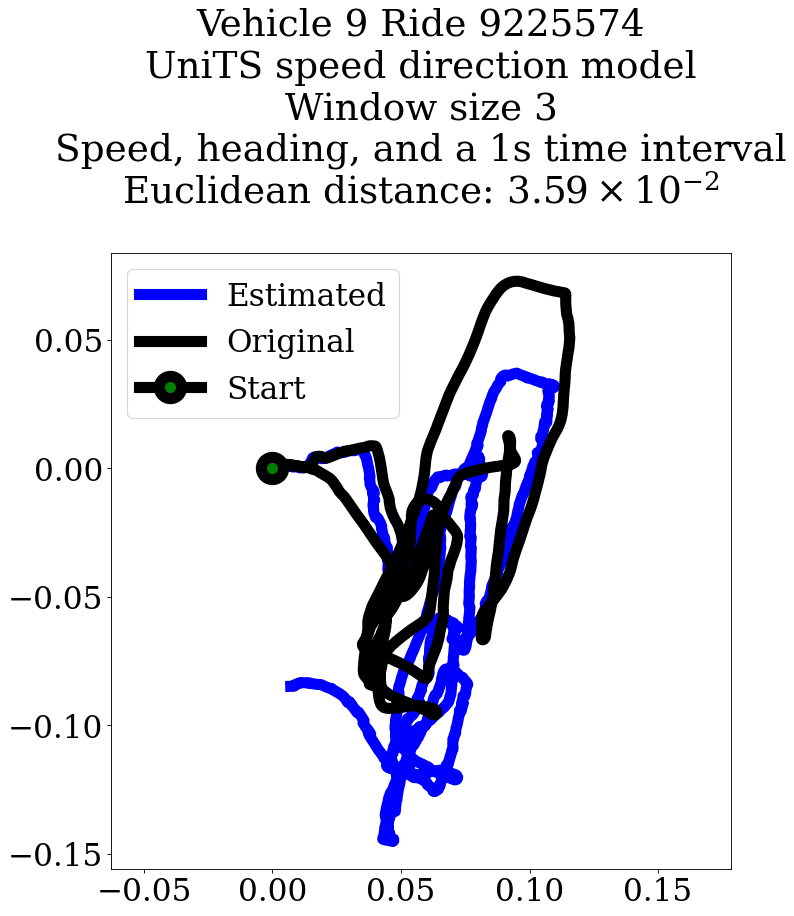 Vehicle 9 Ride 9225574
UniTS speed direction model
Window size 3
Speed, heading, and a 1s time interval
Euclidean distance: 3.59 × 10⁻²
Estimated
Original
Start
0.05
0.00
−0.05
−0.10
−0.15
−0.05 0.00 0.05 0.10 0.15